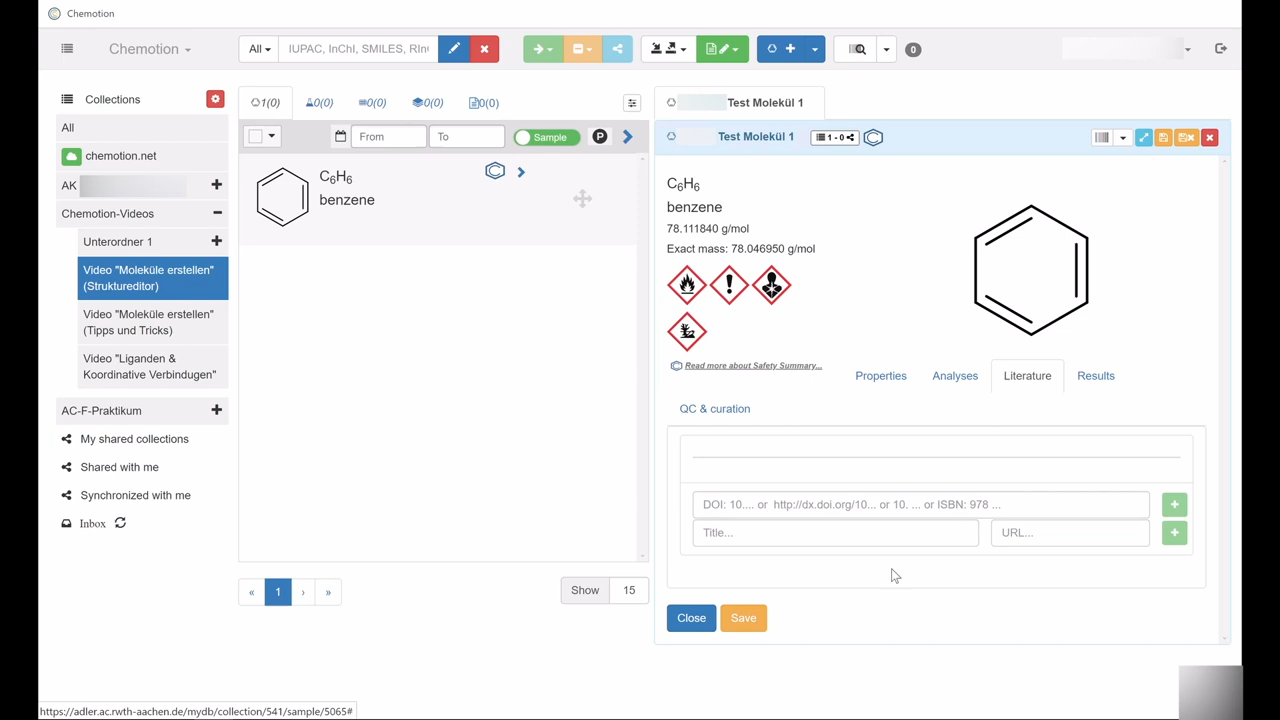 Chemotion
Chemotion
All
IUPAC, InChI, SMILES, RInC
0
Collections
All
chemotion.net
AK
Chemotion-Videos
Unterordner 1
Video "Moleküle erstellen"
(Struktureditor)
Video "Moleküle erstellen"
(Tipps und Tricks)
Video "Liganden &
Koordinative Verbindugen"
AC-F-Praktikum
My shared collections
Shared with me
Synchronized with me
Inbox
1(0)
0(0)
0(0)
0(0)
0(0)
From
To
Sample
P
C₆H₆
benzene
«
1
›
»
Show
15
Test Molekül 1
Test Molekül 1
1 - 0
C₆H₆
benzene
78.111840 g/mol
Exact mass: 78.046950 g/mol
Read more about Safety Summary...
Properties
Analyses
Literature
Results
QC & curation
DOI: 10.... or http://dx.doi.org/10... or 10. ... or ISBN: 978 ...
Title...
URL...
Close
Save
https://adler.ac.rwth-aachen.de/mydb/collection/541/sample/5065#